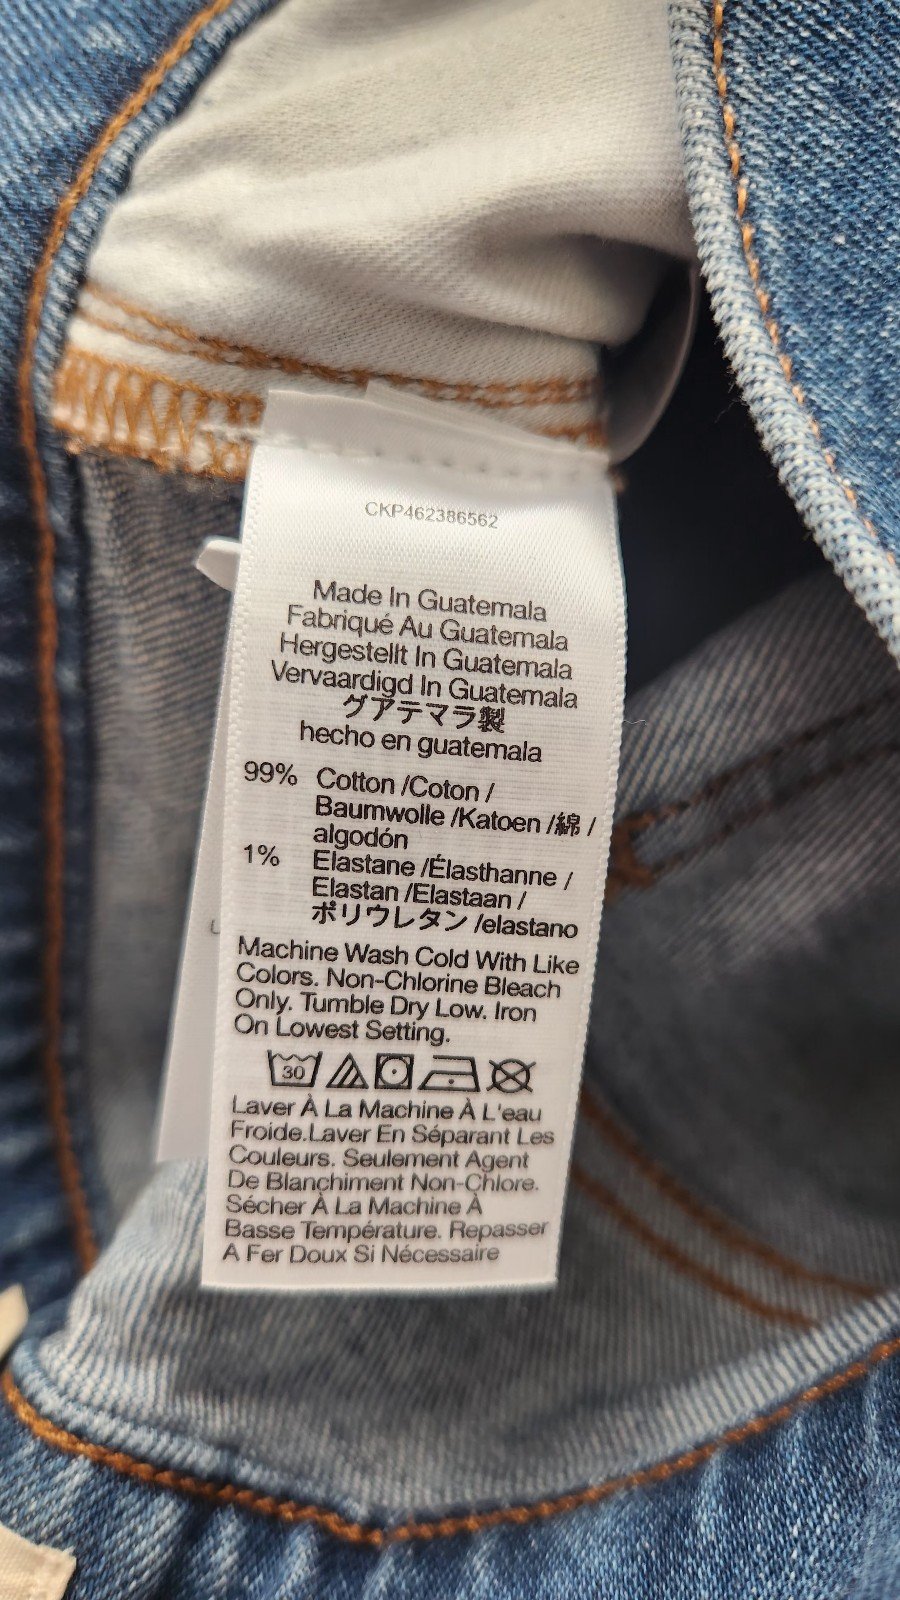 CKP462386562
Made In Guatemala
Fabriqué Au Guatemala
Hergestellt In Guatemala
Vervaardigd In Guatemala
グアテマラ製
hecho en guatemala
99% Cotton /Coton /
Baumwolle /Katoen /綿 /
algodón
1% Elastane /Élasthanne /
Elastan /Elastaan /
ポリウレタン /elastano
Machine Wash Cold With Like
Colors. Non-Chlorine Bleach
Only. Tumble Dry Low. Iron
On Lowest Setting.
30
Laver À La Machine À L'eau
Froide.Laver En Séparant Les
Couleurs. Seulement Agent
De Blanchiment Non-Chlore.
Sécher À La Machine À
Basse Température. Repasser
A Fer Doux Si Nécessaire